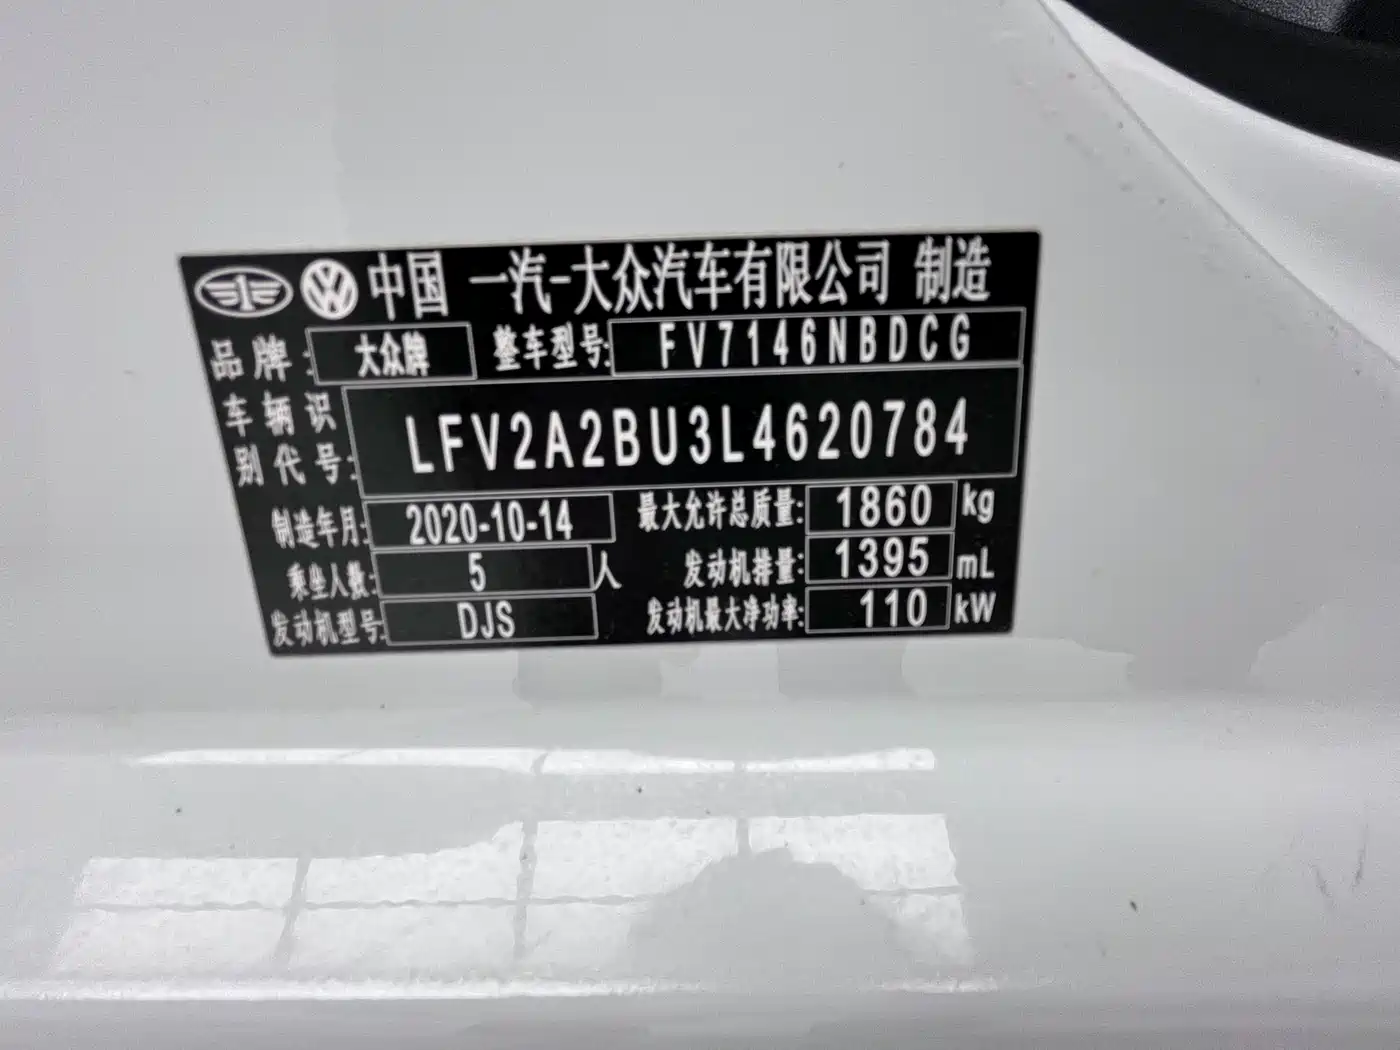 中国 一汽-大众汽车有限公司 制造
品牌: 大众牌 整车型号: FV7146NBDCG
车辆识别代号: LFV2A2BU3L4620784
制造年月: 2020-10-14 最大允许总质量: 1860 kg
乘坐人数: 5 人 发动机排量: 1395 mL
发动机型号: DJS 发动机最大净功率: 110 kW